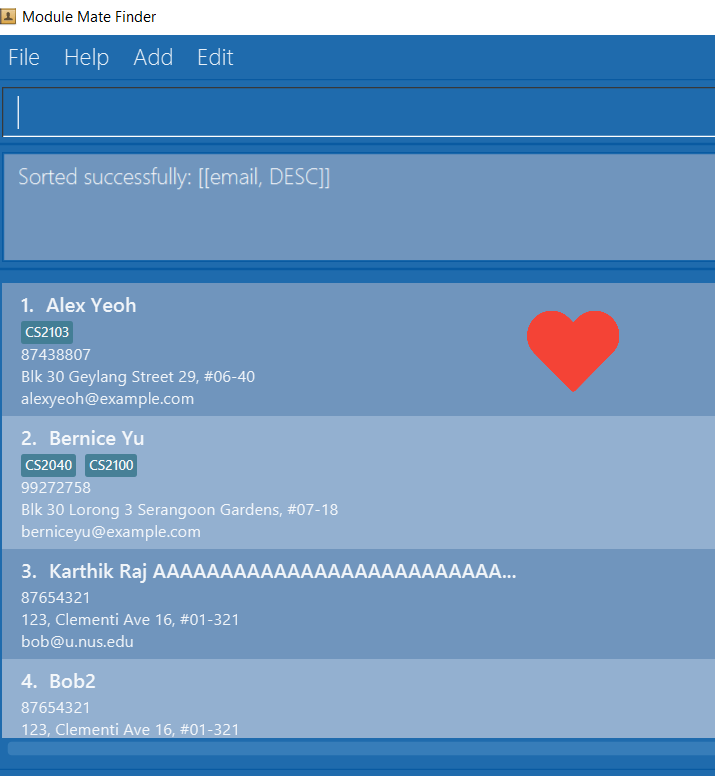 Module Mate Finder
File Help Add Edit
Sorted successfully: [[email, DESC]]
1. Alex Yeoh
CS2103
87438807
Blk 30 Geylang Street 29, #06-40
alexyeoh@example.com
2. Bernice Yu
CS2040 CS2100
99272758
Blk 30 Lorong 3 Serangoon Gardens, #07-18
berniceyu@example.com
3. Karthik Raj AAAAAAAAAAAAAAAAAAAAAAAAAA...
87654321
123, Clementi Ave 16, #01-321
bob@u.nus.edu
4. Bob2
87654321
123, Clementi Ave 16, #01-321